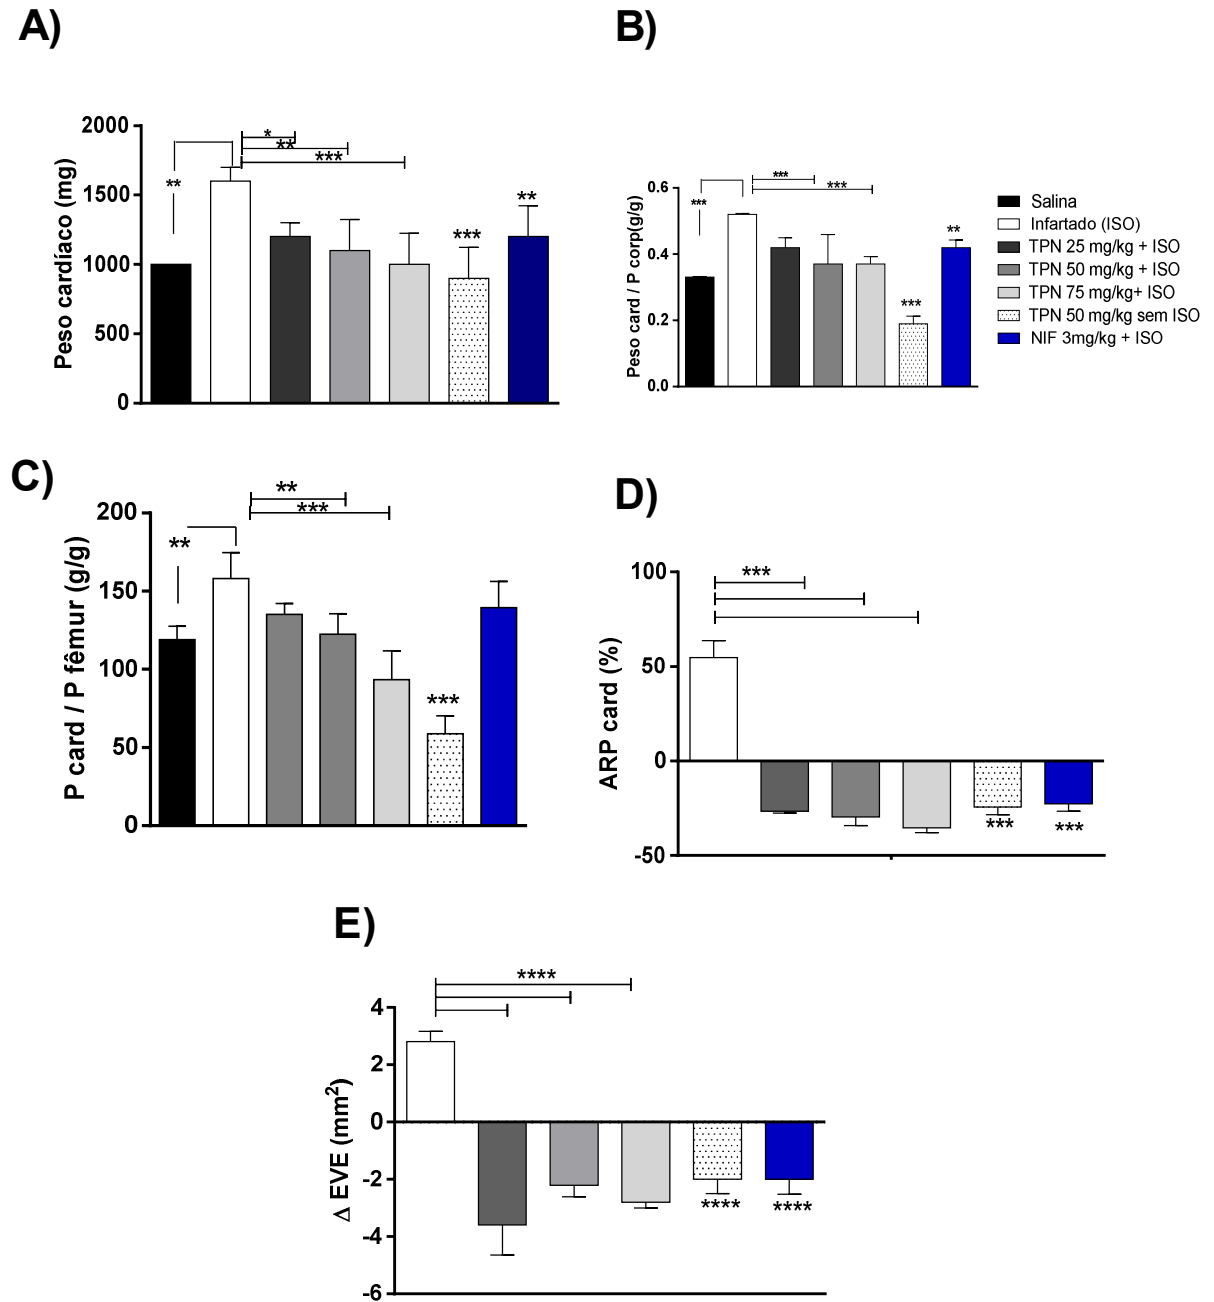 A)
B)
Peso cardíaco (mg)
2000
1500
1000
500
0
**
*
**
***
***
**
Peso card / P corp(g/g)
0.6
0.4
0.2
0.0
***
***
***
***
**
Salina
Infartado (ISO)
TPN 25 mg/kg + ISO
TPN 50 mg/kg + ISO
TPN 75 mg/kg+ ISO
TPN 50 mg/kg sem ISO
NIF 3mg/kg + ISO
C)
D)
P card / P fêmur (g/g)
200
150
100
50
0
**
**
***
***
ARP card (%)
100
50
0
-50
***
***
***
E)
Δ EVE (mm²)
4
2
0
-2
-4
-6
****
****
****